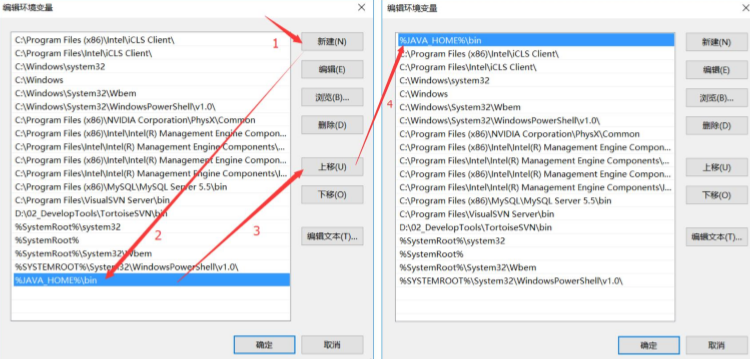 编辑环境变量
C:\Program Files (x86)\Intel\iCLS Client\
C:\Program Files\Intel\iCLS Client\
C:\Windows\system32
C:\Windows
C:\Windows\System32\Wbem
C:\Windows\System32\WindowsPowerShell\v1.0\
C:\Program Files (x86)\NVIDIA Corporation\PhysX\Common
C:\Program Files (x86)\Intel\Intel(R) Management Engine Compon...
C:\Program Files\Intel\Intel(R) Management Engine Components\...
C:\Program Files (x86)\Intel\Intel(R) Management Engine Compon...
C:\Program Files\Intel\Intel(R) Management Engine Components\I...
C:\Program Files (x86)\MySQL\MySQL Server 5.5\bin
C:\Program Files\VisualSVN Server\bin
D:\02_DevelopTools\TortoiseSVN\bin
%SystemRoot%\system32
%SystemRoot%
%SystemRoot%\System32\Wbem
%SYSTEMROOT%\System32\WindowsPowerShell\v1.0\
%JAVA_HOME%\bin
新建(N)
编辑(E)
浏览(B)...
删除(D)
上移(U)
下移(O)
编辑文本(T)...
确定
取消
1
2
3
4
编辑环境变量
%JAVA_HOME%\bin
C:\Program Files (x86)\Intel\iCLS Client\
C:\Program Files\Intel\iCLS Client\
C:\Windows\system32
C:\Windows
C:\Windows\System32\Wbem
C:\Windows\System32\WindowsPowerShell\v1.0\
C:\Program Files (x86)\NVIDIA Corporation\PhysX\Common
C:\Program Files (x86)\Intel\Intel(R) Management Engine Compon...
C:\Program Files\Intel\Intel(R) Management Engine Components\...
C:\Program Files (x86)\Intel\Intel(R) Management Engine Compon...
C:\Program Files\Intel\Intel(R) Management Engine Components\I...
C:\Program Files (x86)\MySQL\MySQL Server 5.5\bin
C:\Program Files\VisualSVN Server\bin
D:\02_DevelopTools\TortoiseSVN\bin
%SystemRoot%\system32
%SystemRoot%
%SystemRoot%\System32\Wbem
%SYSTEMROOT%\System32\WindowsPowerShell\v1.0\
新建(N)
编辑(E)
浏览(B)...
删除(D)
上移(U)
下移(O)
编辑文本(T)...
确定
取消